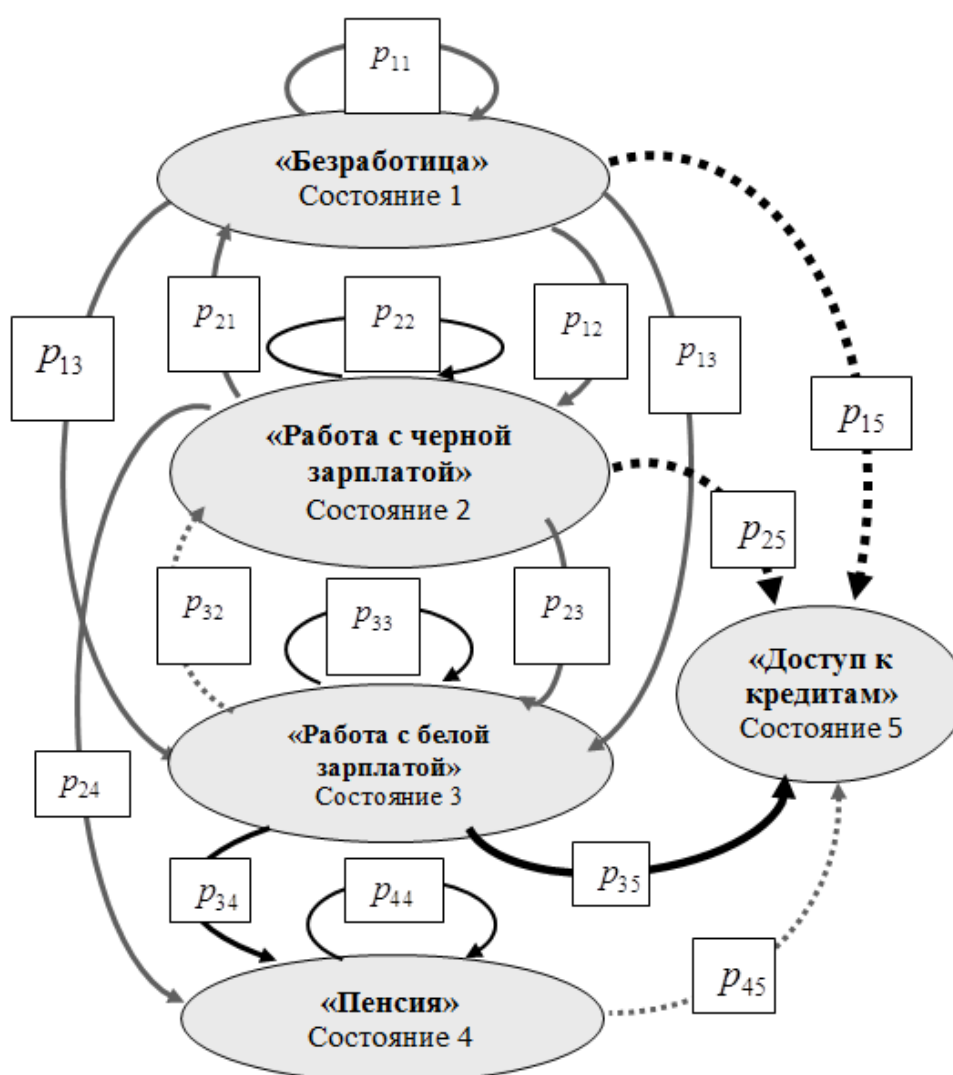 p11
«Безработица»
Состояние 1
p21
p22
p12
p13
p13
p15
«Работа с черной
зарплатой»
Состояние 2
p25
p32
p33
p23
«Доступ к
кредитам»
Состояние 5
«Работа с белой
зарплатой»
Состояние 3
p24
p34
p44
p35
p45
«Пенсия»
Состояние 4